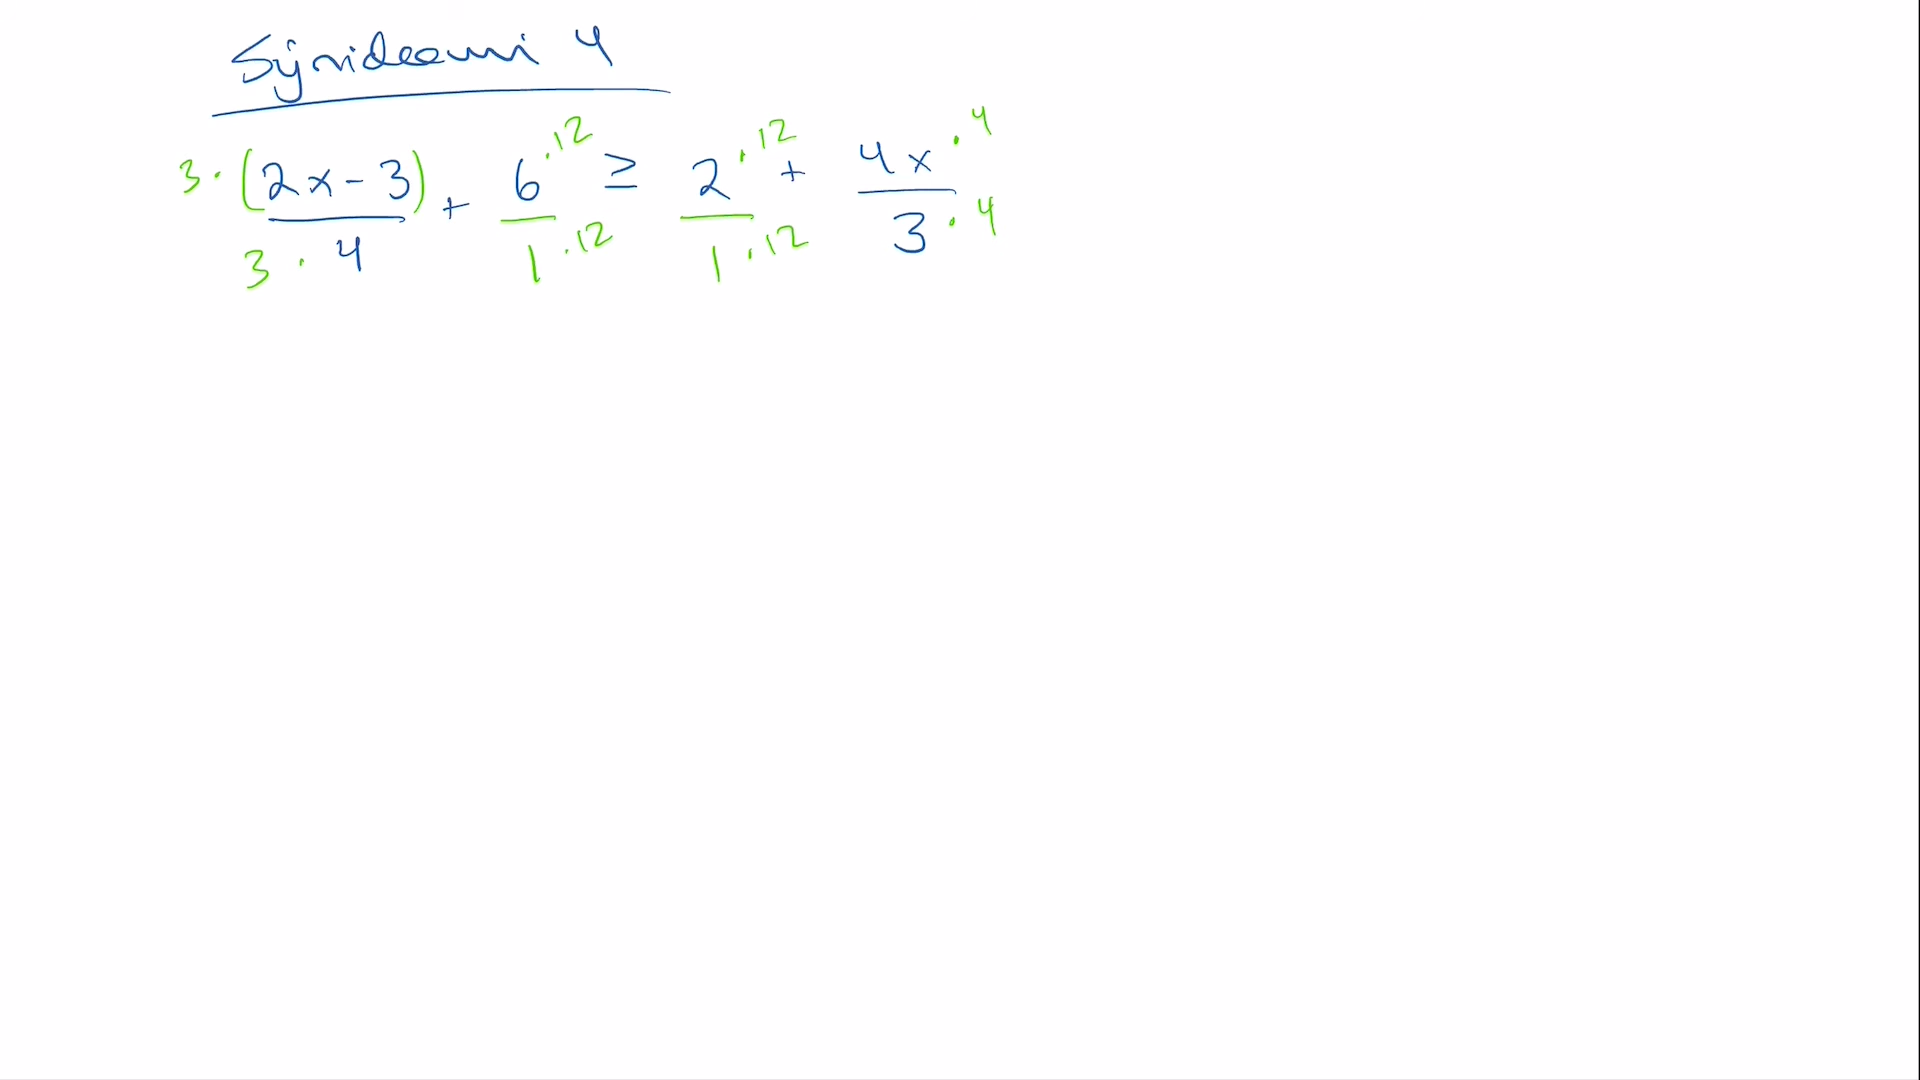 Sýnidæmi 4
3 · (2x - 3) / 3 · 4 + 6 · 12 / 1 · 12 ≥ 2 · 12 / 1 · 12 + 4x · 4 / 3 · 4